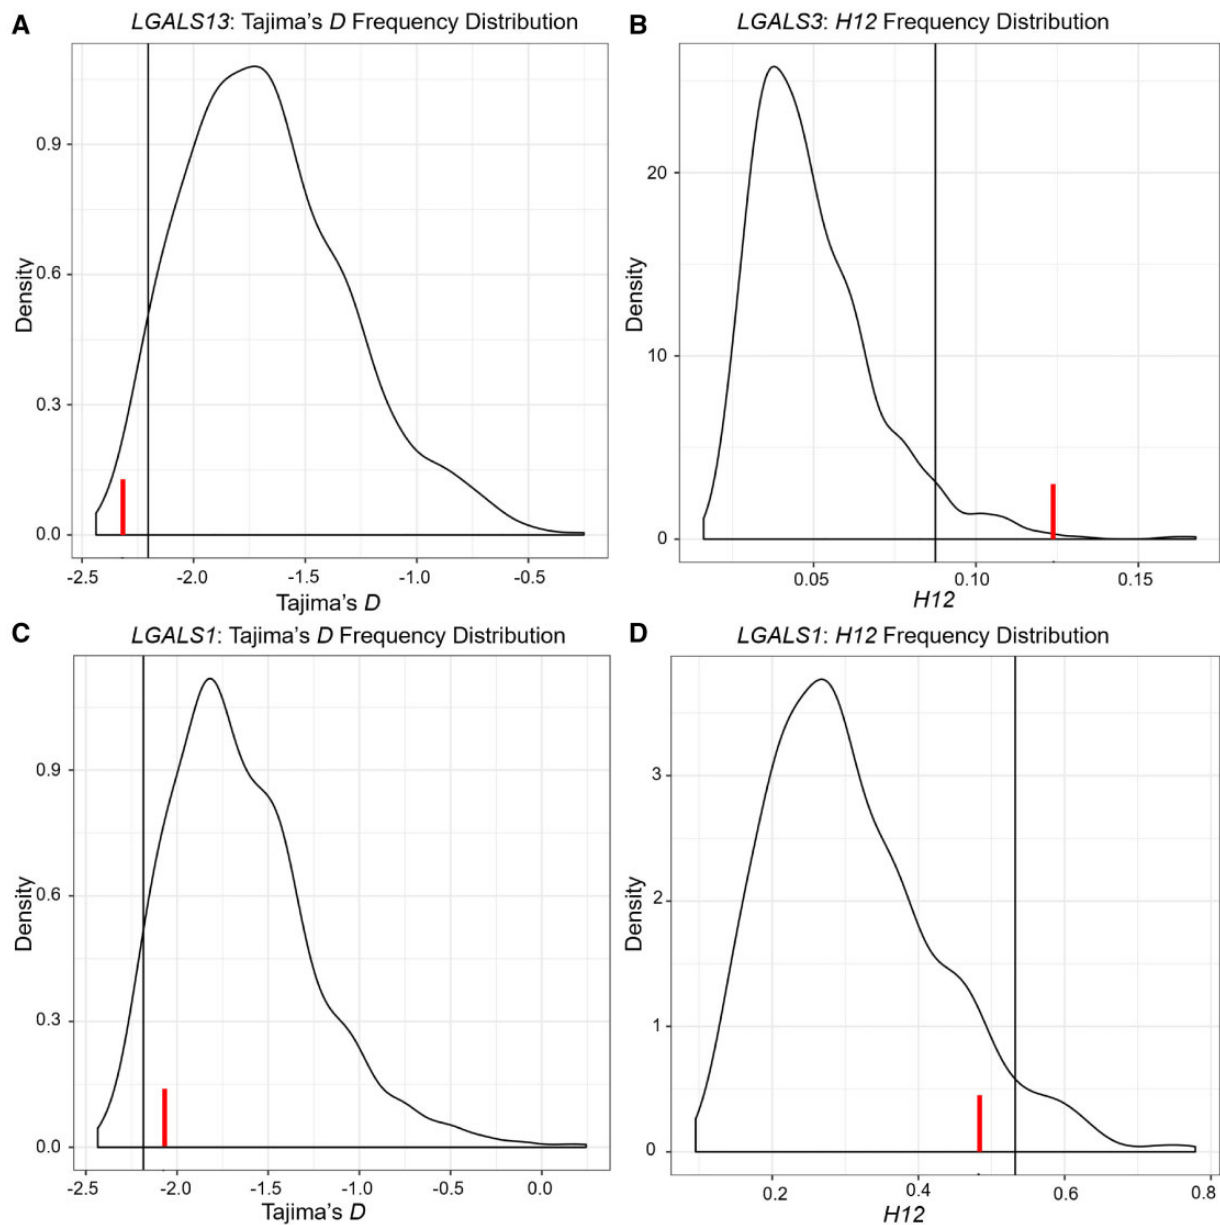 A
LGALS13: Tajima's D Frequency Distribution
Density
0.9
0.6
0.3
0.0
-2.5 -2.0 -1.5 -1.0 -0.5
Tajima's D
B
LGALS3: H12 Frequency Distribution
Density
20
10
0
0.05 0.10 0.15
H12
C
LGALS1: Tajima's D Frequency Distribution
Density
0.9
0.6
0.3
0.0
-2.5 -2.0 -1.5 -1.0 -0.5 0.0
Tajima's D
D
LGALS1: H12 Frequency Distribution
Density
3
2
1
0
0.2 0.4 0.6 0.8
H12